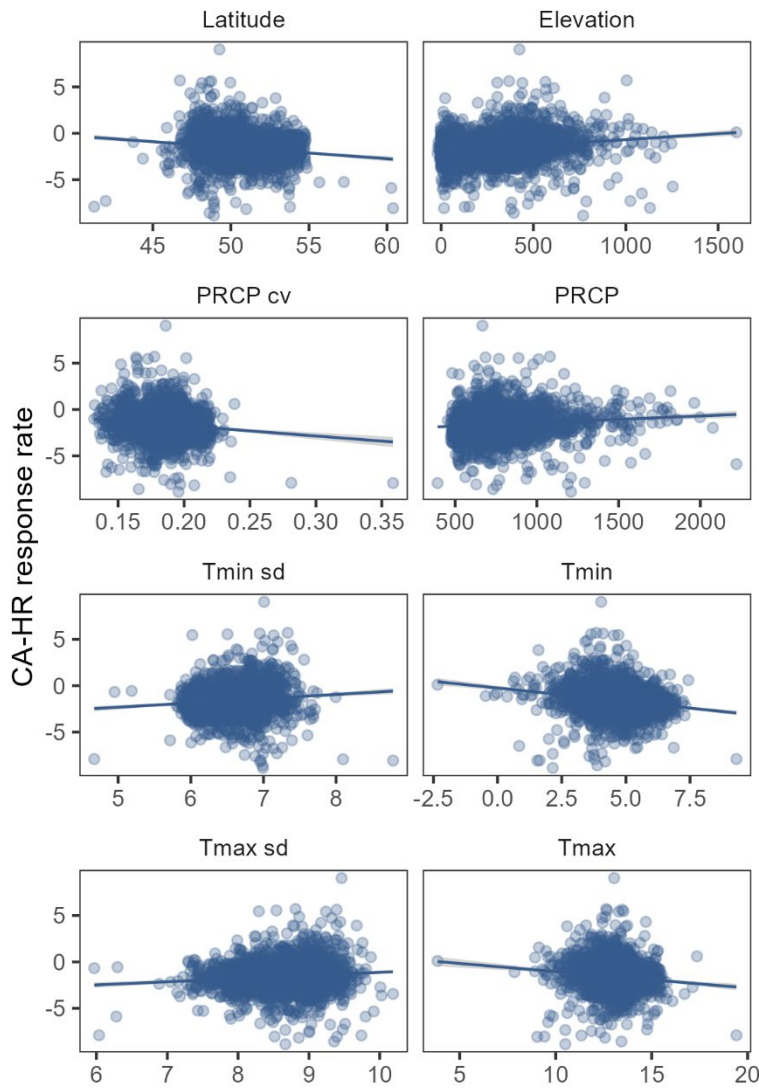 Latitude
Elevation
5
0
-5
45 50 55 60
0 500 1000 1500
PRCP cv
PRCP
5
0
-5
0.15 0.20 0.25 0.30 0.35
500 1000 1500 2000
CA-HR response rate
Tmin sd
Tmin
5
0
-5
5 6 7 8
-2.5 0.0 2.5 5.0 7.5
Tmax sd
Tmax
5
0
-5
6 7 8 9 10
5 10 15 20